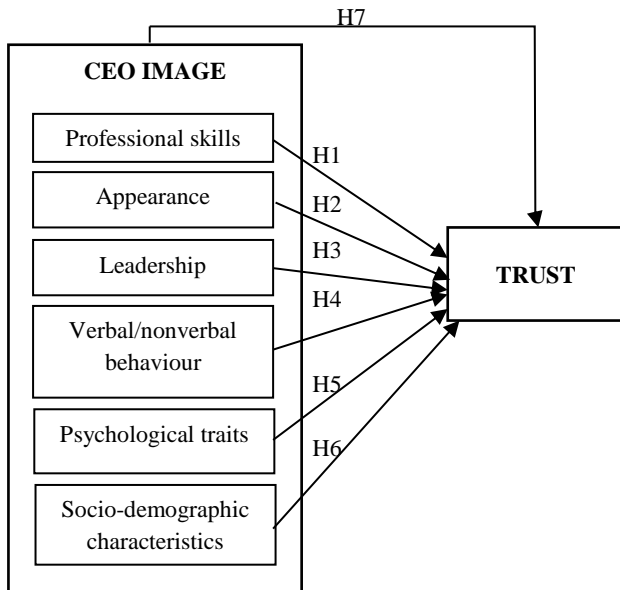 H7
CEO IMAGE
Professional skills
H1
Appearance
H2
Leadership
H3
TRUST
H4
Verbal/nonverbal
behaviour
H5
Psychological traits
H6
Socio-demographic
characteristics